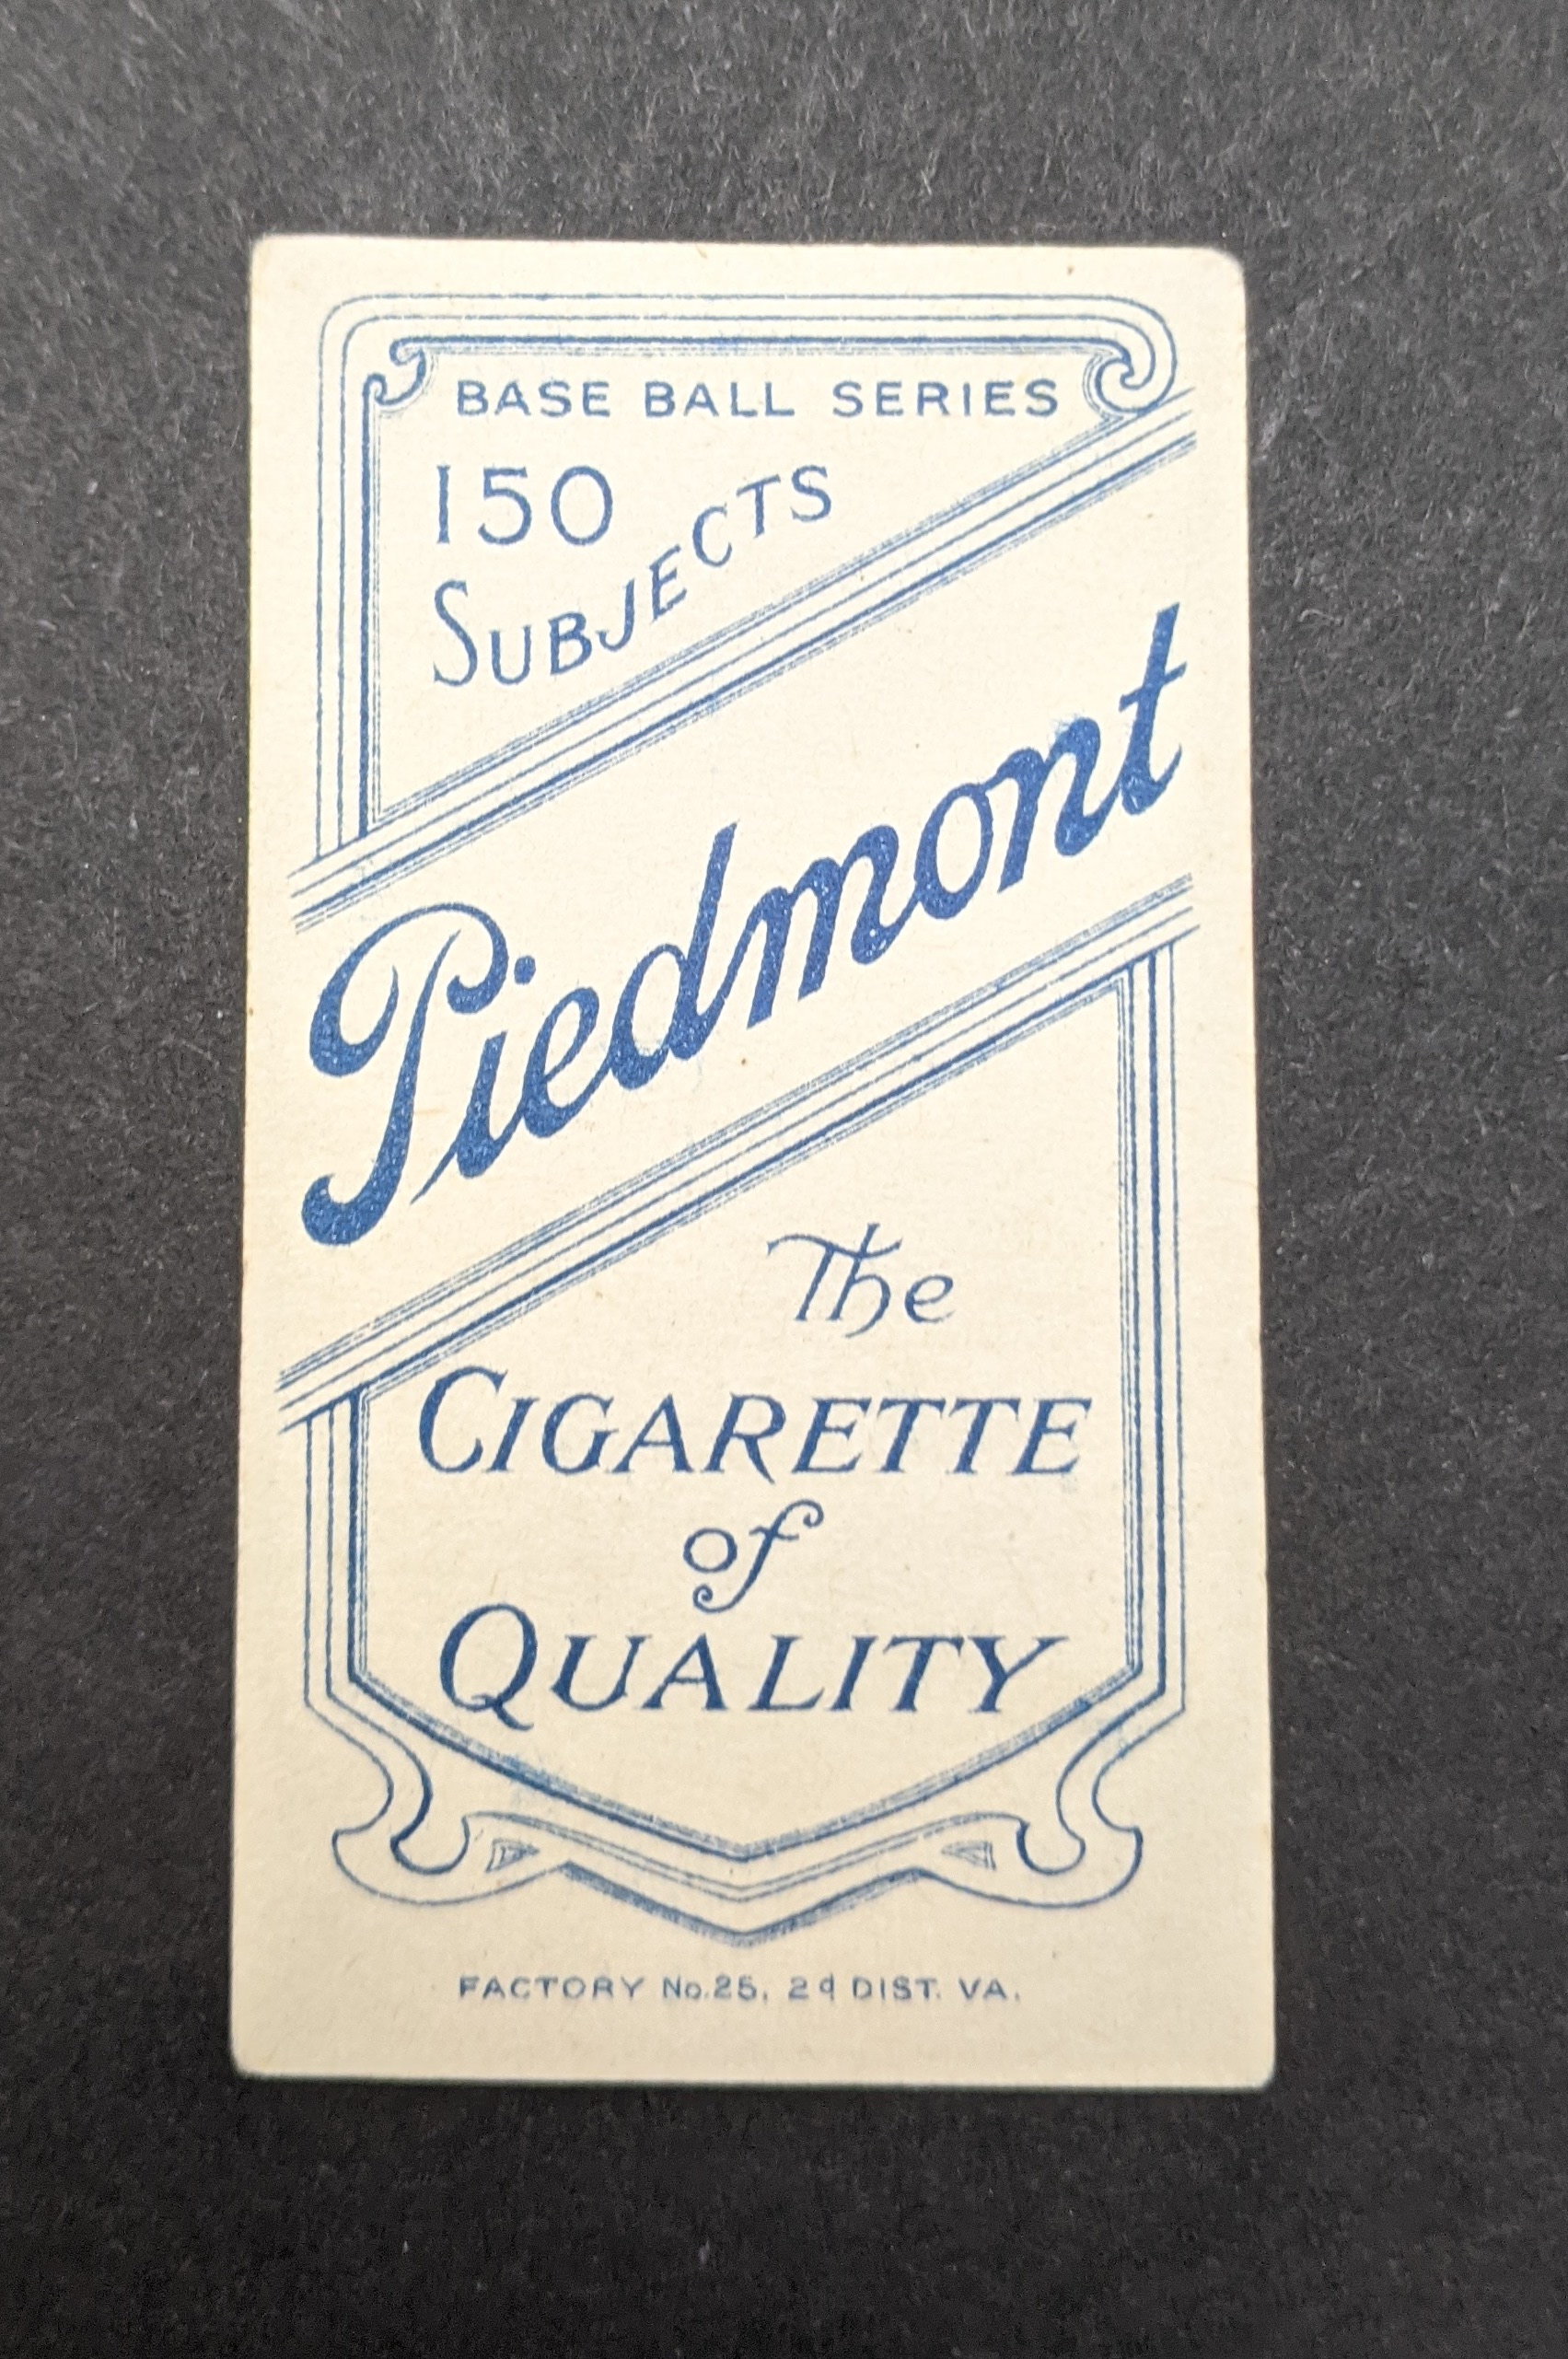 BASE BALL SERIES
150
SUBJECTS
Piedmont
The
CIGARETTE
of
QUALITY
FACTORY No.25, 2d DIST. VA.